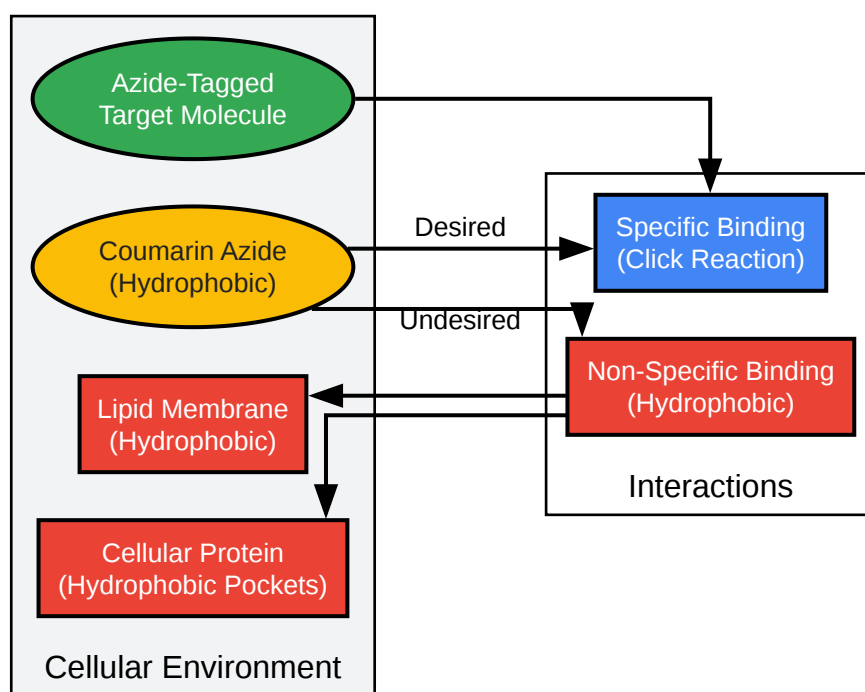 Azide-Tagged
Target Molecule
Coumarin Azide
(Hydrophobic)
Desired
Undesired
Specific Binding
(Click Reaction)
Non-Specific Binding
(Hydrophobic)
Lipid Membrane
(Hydrophobic)
Cellular Protein
(Hydrophobic Pockets)
Interactions
Cellular Environment